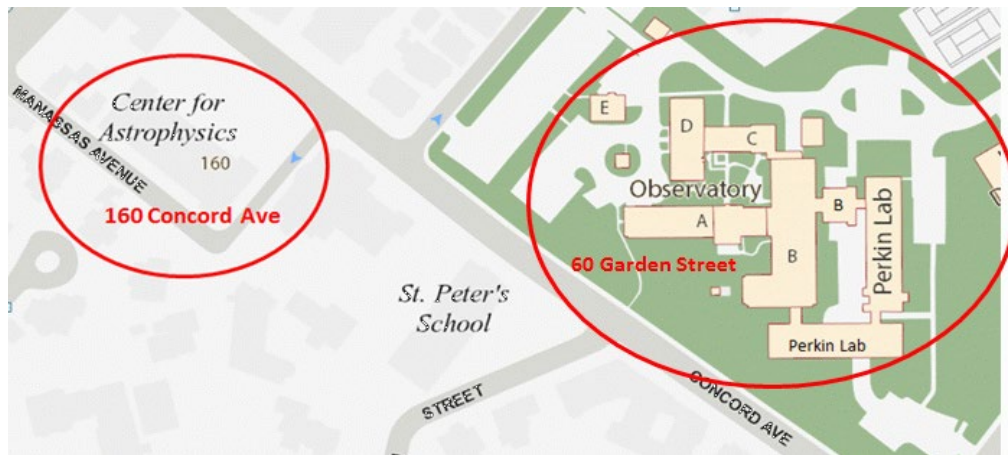 MANASSAS AVENUE
Center for
Astrophysics
160
160 Concord Ave
E
D
C
Observatory
A
B
B
Perkin Lab
60 Garden Street
St. Peter's
School
Perkin Lab
STREET
CONCORD AVE